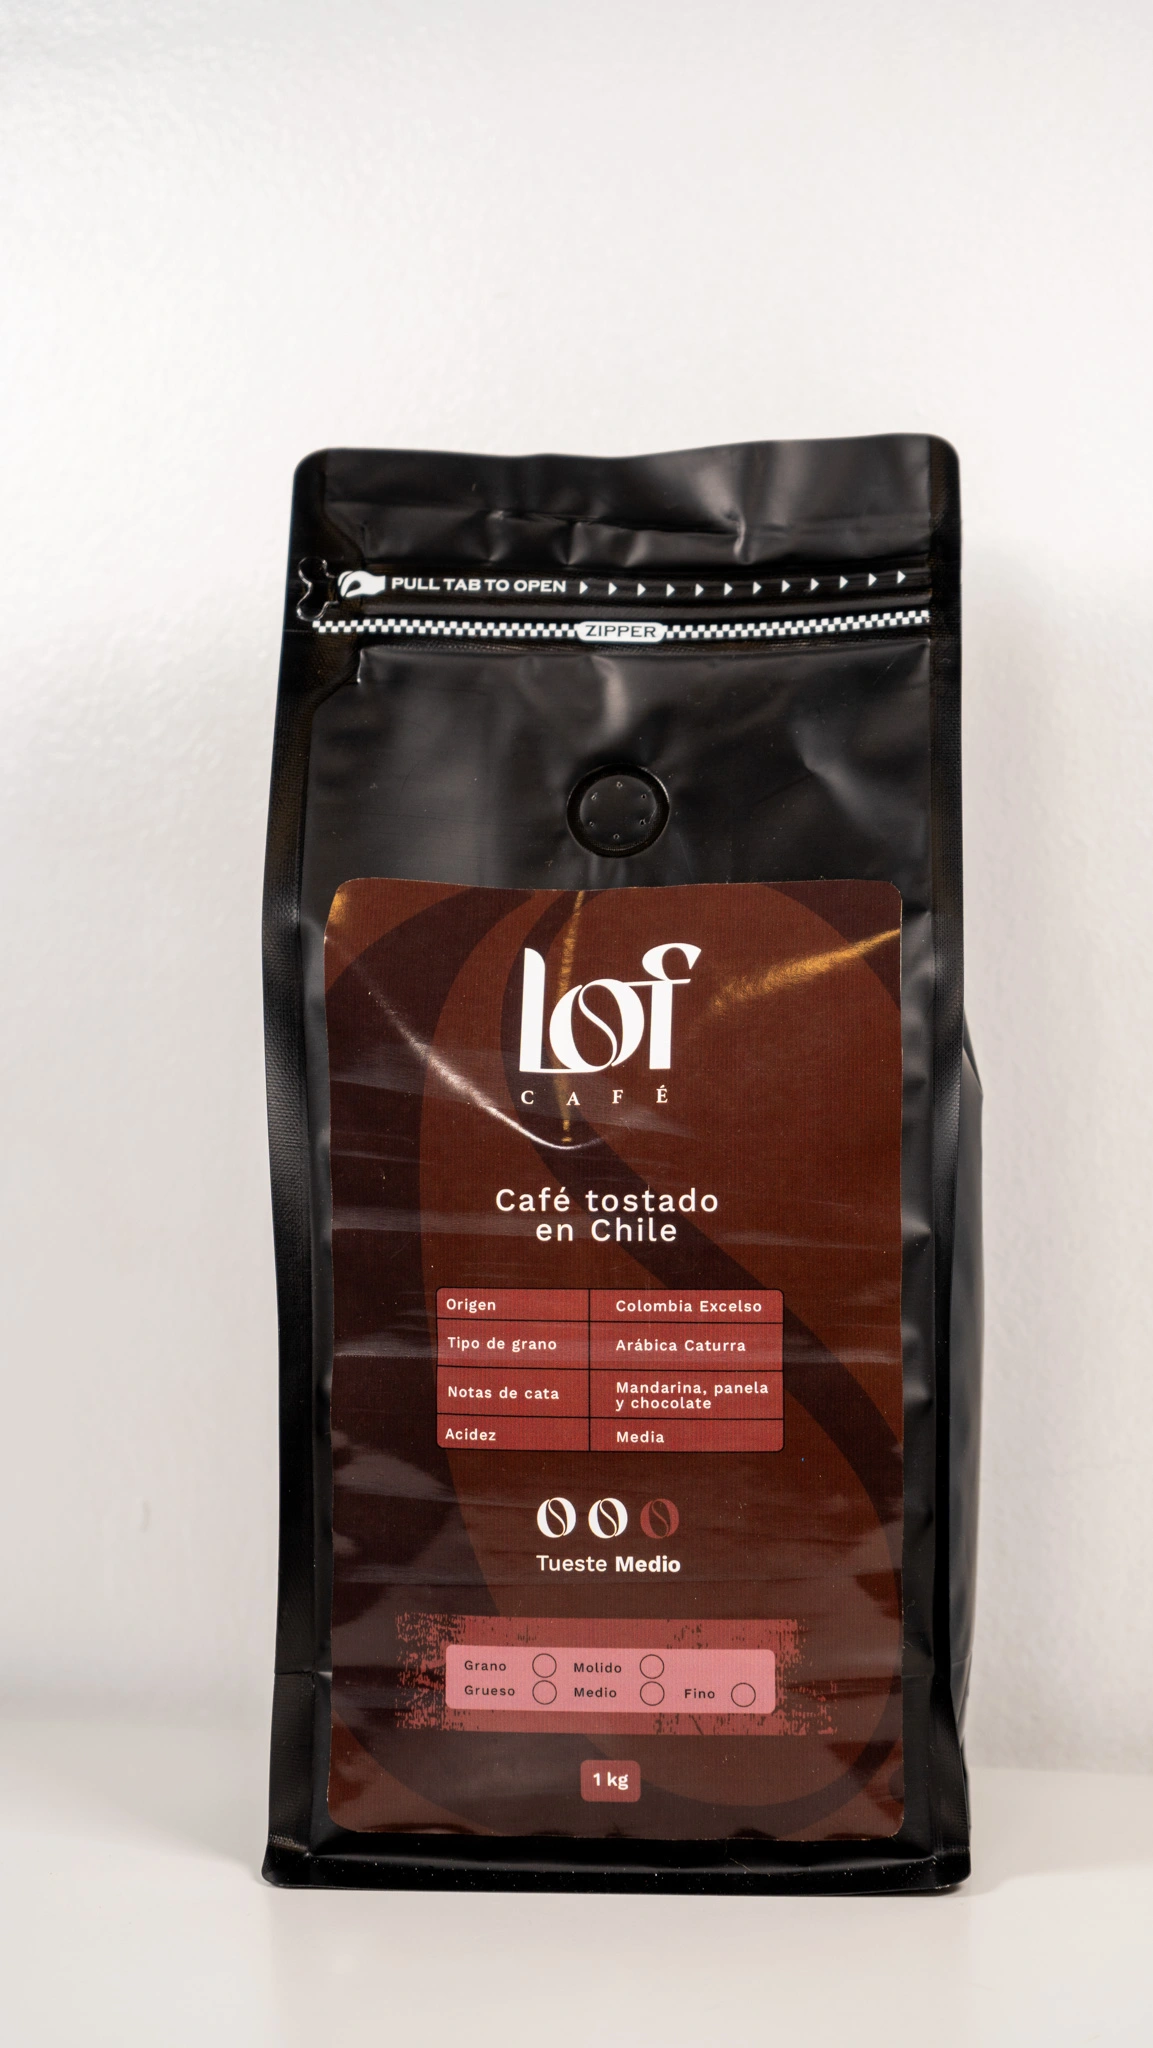 PULL TAB TO OPEN
ZIPPER
lof
CAFÉ
Café tostado
en Chile
Origen Colombia Excelso
Tipo de grano Arábica Caturra
Notas de cata Mandarina, panela
y chocolate
Acidez Media
Tueste Medio
Grano Molido
Grueso Medio Fino
1 kg